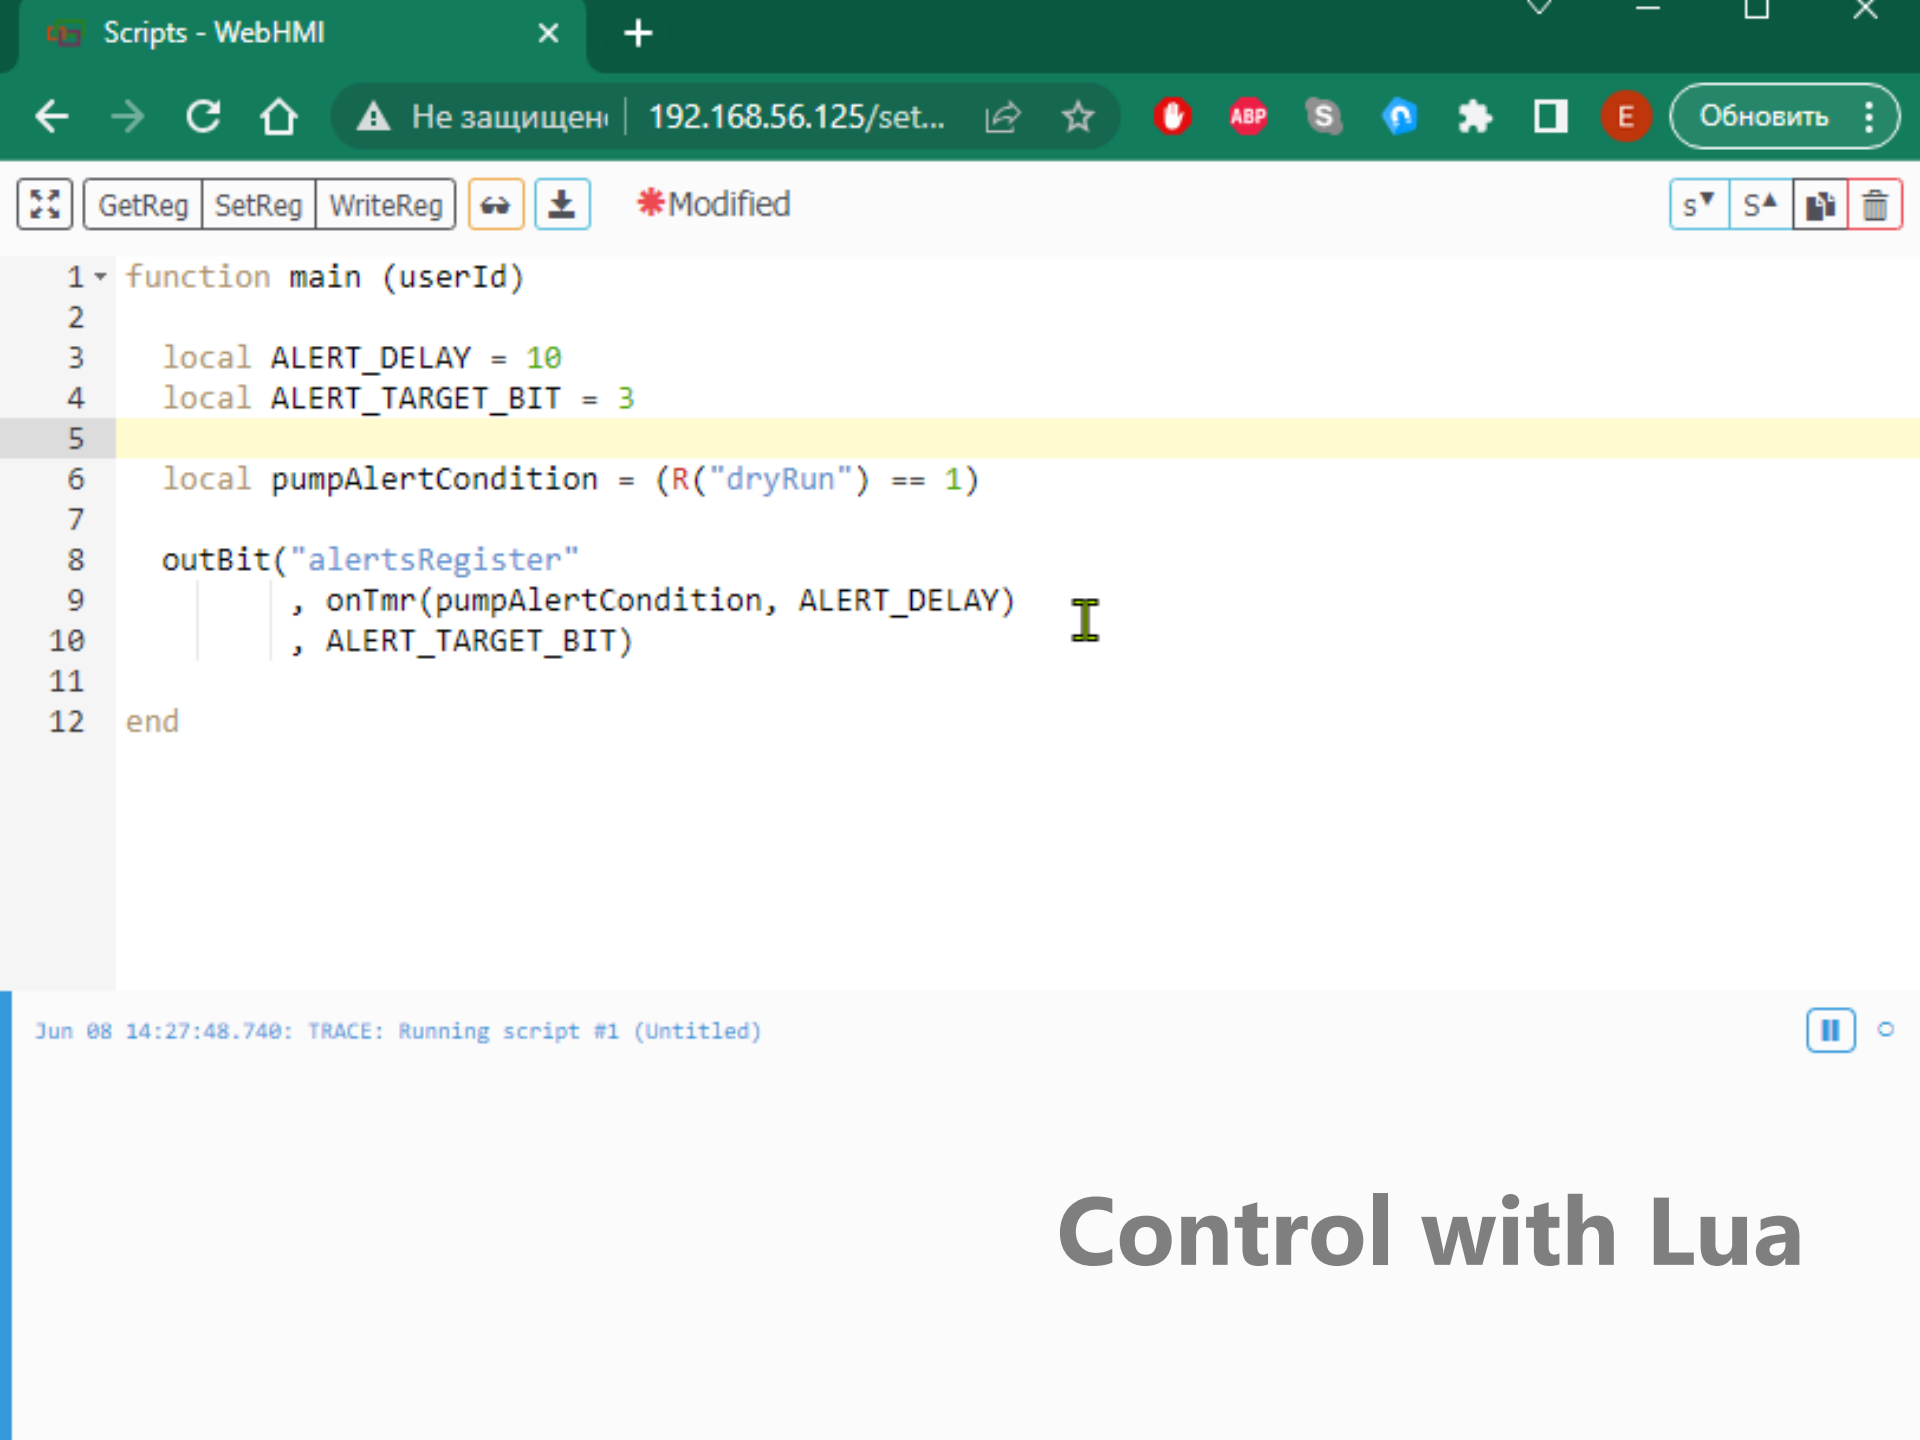 Scripts - WebHMI
192.168.56.125/set...
ABP
S
E
Обновить
GetReg SetReg WriteReg
Modified
s▼ S▲
1 function main (userId)
2
3 local ALERT_DELAY = 10
4 local ALERT_TARGET_BIT = 3
5
6 local pumpAlertCondition = (R("dryRun") == 1)
7
8 outBit("alertsRegister"
9 , onTmr(pumpAlertCondition, ALERT_DELAY)
10 , ALERT_TARGET_BIT)
11
12 end
Jun 08 14:27:48.740: TRACE: Running script #1 (Untitled)
Control with Lua